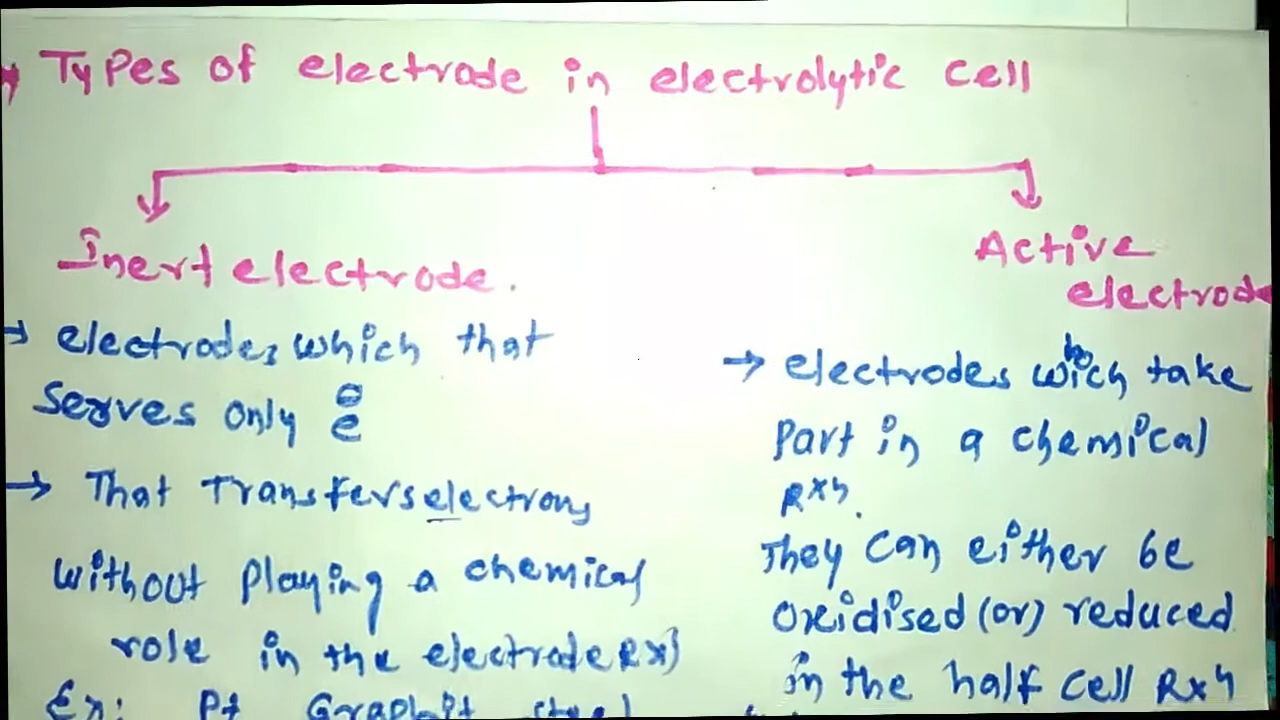 → Types of electrode in electrolytic cell
Inert electrode.
→ electrodes which that
serves only e⊖
→ That Transfers electrons
without playing a chemical
role in the electrode Rxn
Ex: Pt Graphit steel
Active
electrode
→ electrodes which take
Part in a chemical
Rxn.
They can either be
oxidised (or) reduced
in the half cell Rxn